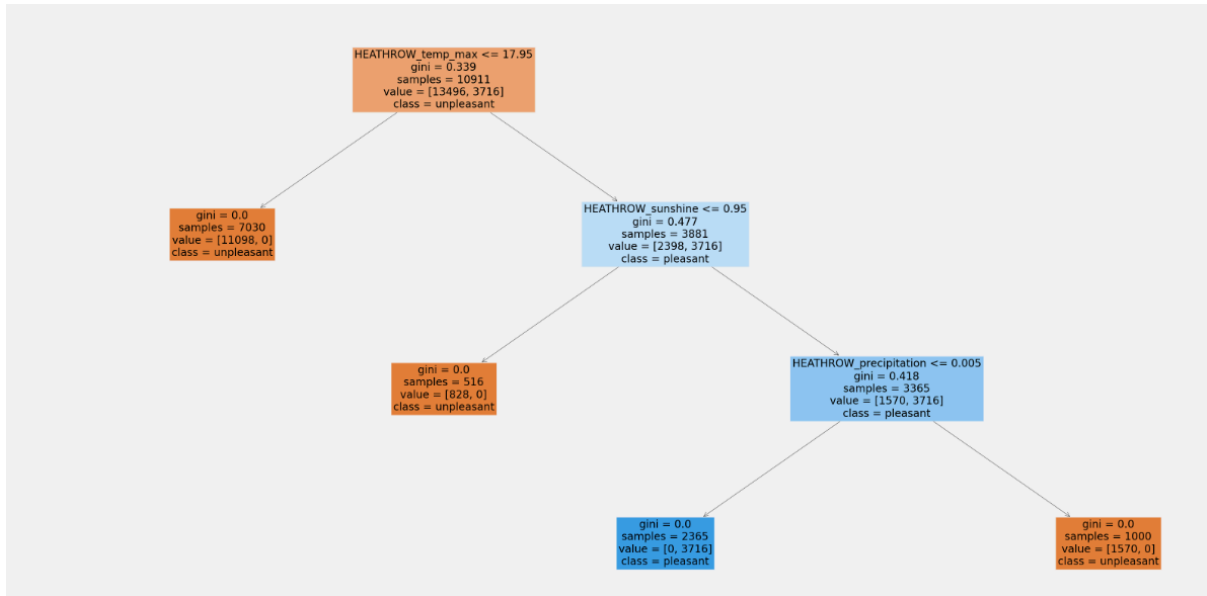 HEATHROW_temp_max <= 17.95
gini = 0.339
samples = 10911
value = [13496, 3716]
class = unpleasant
gini = 0.0
samples = 7030
value = [11098, 0]
class = unpleasant
HEATHROW_sunshine <= 0.95
gini = 0.477
samples = 3881
value = [2398, 3716]
class = pleasant
gini = 0.0
samples = 516
value = [828, 0]
class = unpleasant
HEATHROW_precipitation <= 0.005
gini = 0.418
samples = 3365
value = [1570, 3716]
class = pleasant
gini = 0.0
samples = 2365
value = [0, 3716]
class = pleasant
gini = 0.0
samples = 1000
value = [1570, 0]
class = unpleasant